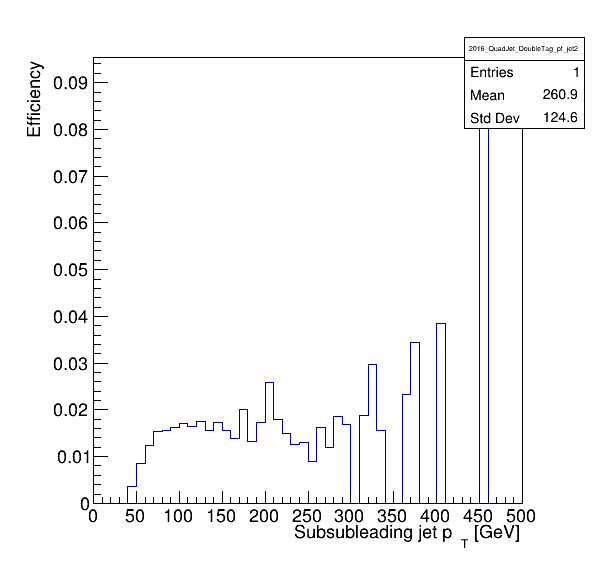 2016_QuadJet_DoubleTag_pt_jet2
Entries 1
Mean 260.9
Std Dev 124.6
Efficiency
0.09
0.08
0.07
0.06
0.05
0.04
0.03
0.02
0.01
0
0 50 100 150 200 250 300 350 400 450 500
Subsubleading jet p T [GeV]